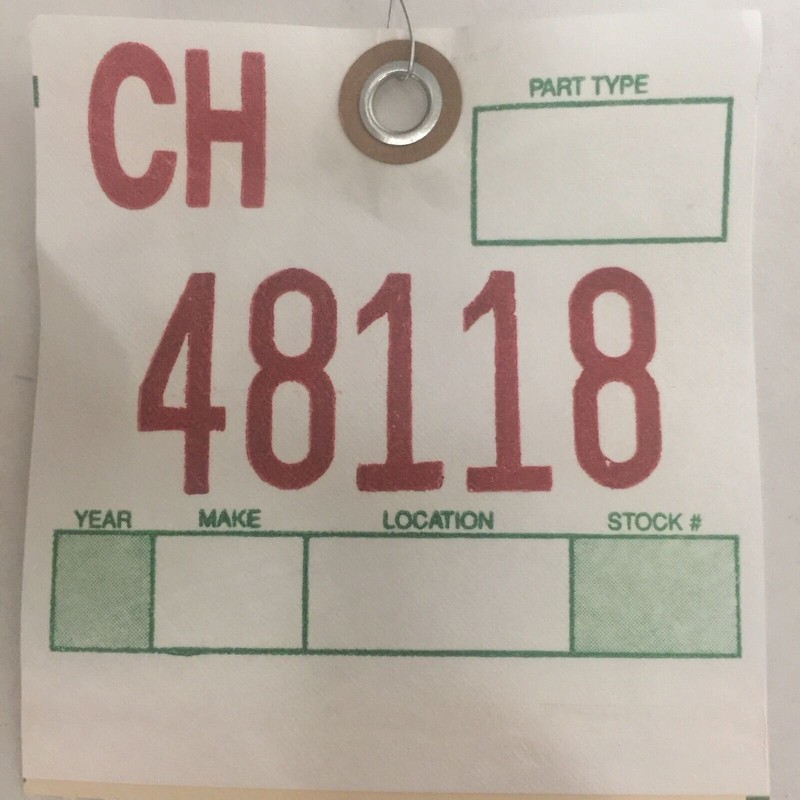 CH
PART TYPE
48118
YEAR MAKE LOCATION STOCK #